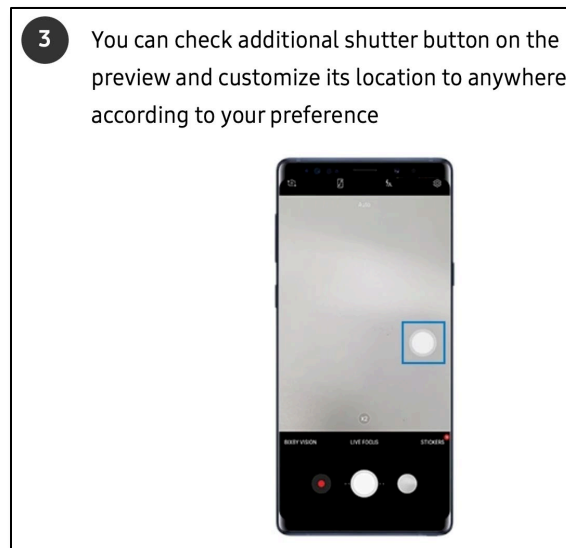 3
You can check additional shutter button on the
preview and customize its location to anywhere
according to your preference
X2
BIXBY VISION LIVE FOCUS STICKERS